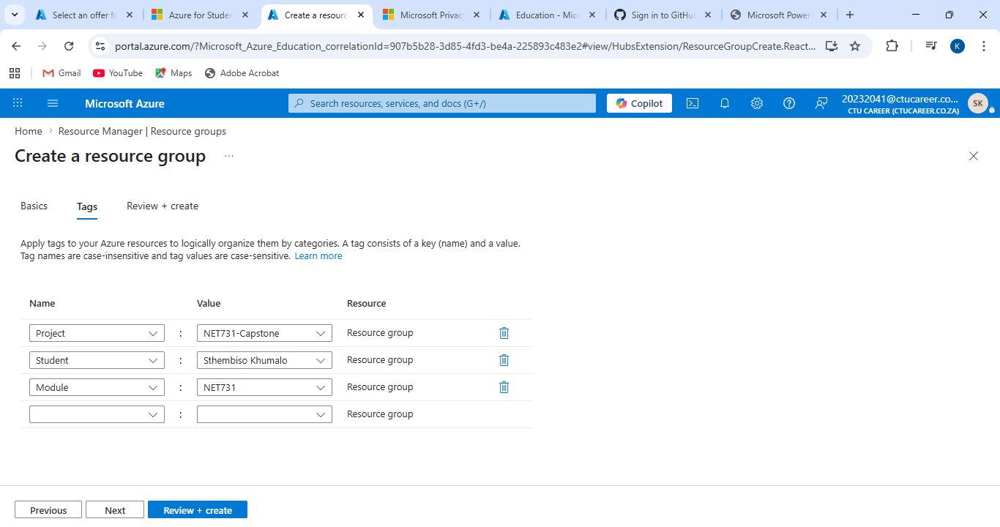 Select an offer fo
Azure for Studen
Create a resourc
Microsoft Privac
Education - Micr
Sign in to GitHu
Microsoft Power
portal.azure.com/?Microsoft_Azure_Education_correlationId=907b5b28-3d85-4fd3-be4a-225893c483e2#view/HubsExtension/ResourceGroupCreate.React...
K
Gmail
YouTube
Maps
Adobe Acrobat
Microsoft Azure
Search resources, services, and docs (G+/)
Copilot
20232041@ctucareer.co...
CTU CAREER (CTUCAREER.CO.ZA)
SK
Home > Resource Manager | Resource groups
Create a resource group ...
Basics
Tags
Review + create
Apply tags to your Azure resources to logically organize them by categories. A tag consists of a key (name) and a value.
Tag names are case-insensitive and tag values are case-sensitive. Learn more
Name Value Resource
Project : NET731-Capstone Resource group
Student : Sthembiso Khumalo Resource group
Module : NET731 Resource group
: Resource group
Previous
Next
Review + create